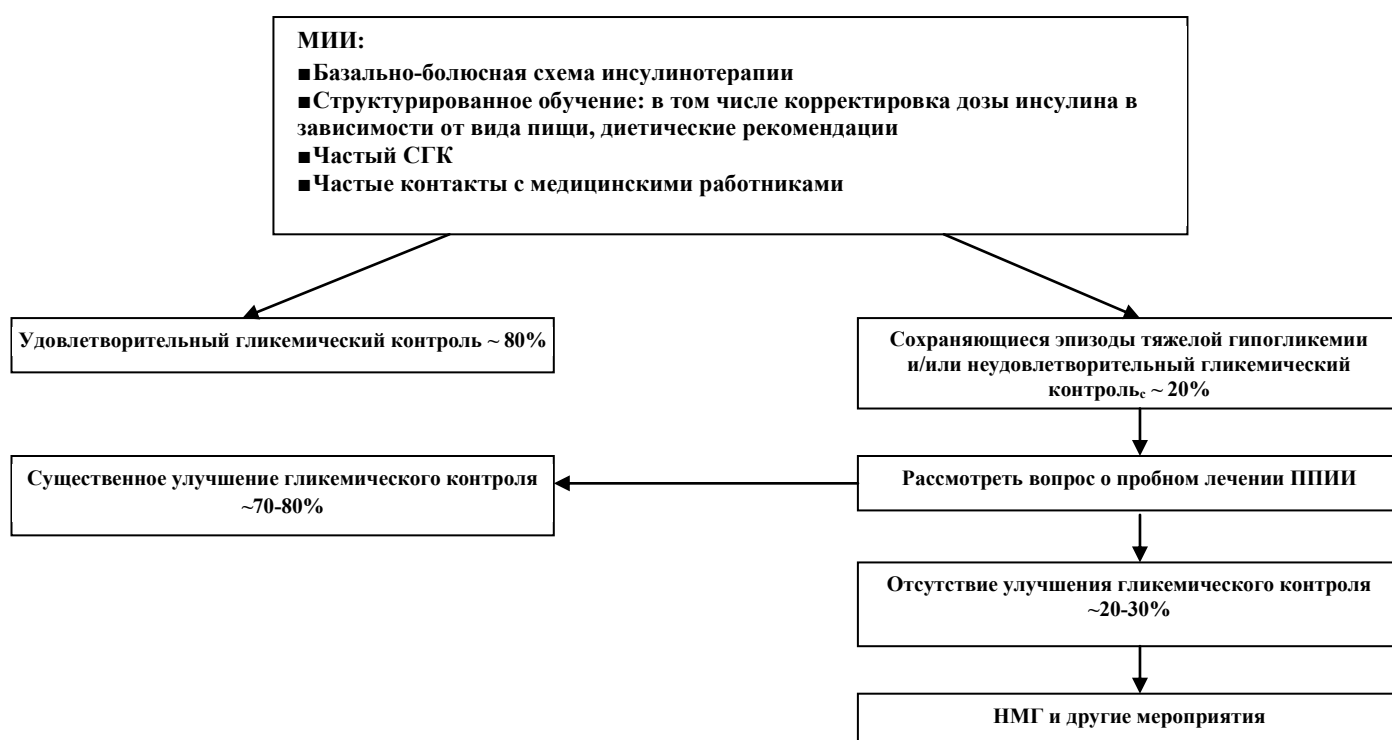 МИИ:
■Базально-болюсная схема инсулинотерапии
■Структурированное обучение: в том числе корректировка дозы инсулина в
зависимости от вида пищи, диетические рекомендации
■Частый СГК
■Частые контакты с медицинскими работниками
Удовлетворительный гликемический контроль ~ 80%
Сохраняющиеся эпизоды тяжелой гипогликемии
и/или неудовлетворительный гликемический
контрольс ~ 20%
Существенное улучшение гликемического контроля
~70-80%
Рассмотреть вопрос о пробном лечении ППИИ
Отсутствие улучшения гликемического контроля
~20-30%
НМГ и другие мероприятия